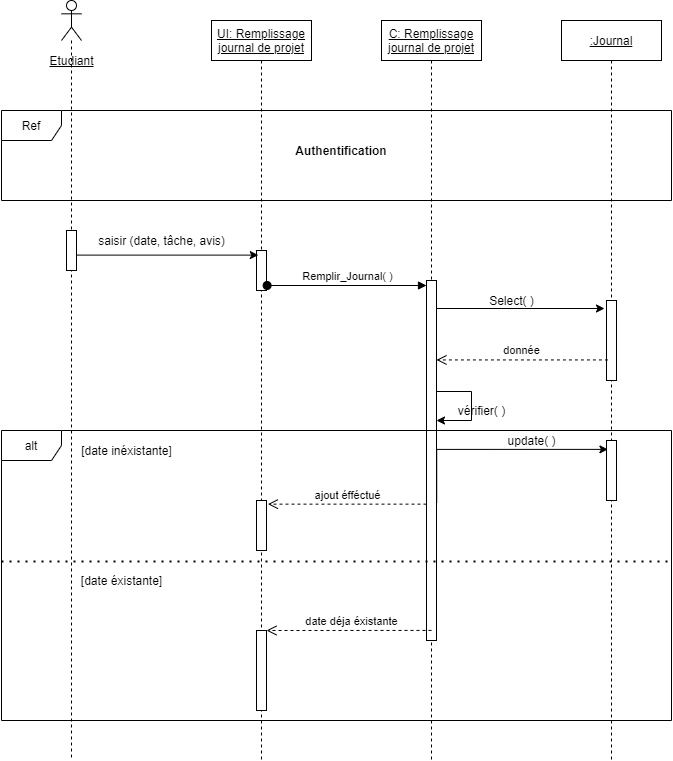 UI: Remplissage
journal de projet
C: Remplissage
journal de projet
:Journal
Etudiant
Ref
Authentification
saisir (date, tâche, avis)
Remplir_Journal( )
Select( )
donnée
vérifier( )
alt
[date inéxistante]
update( )
ajout éfféctué
[date éxistante]
date déja éxistante